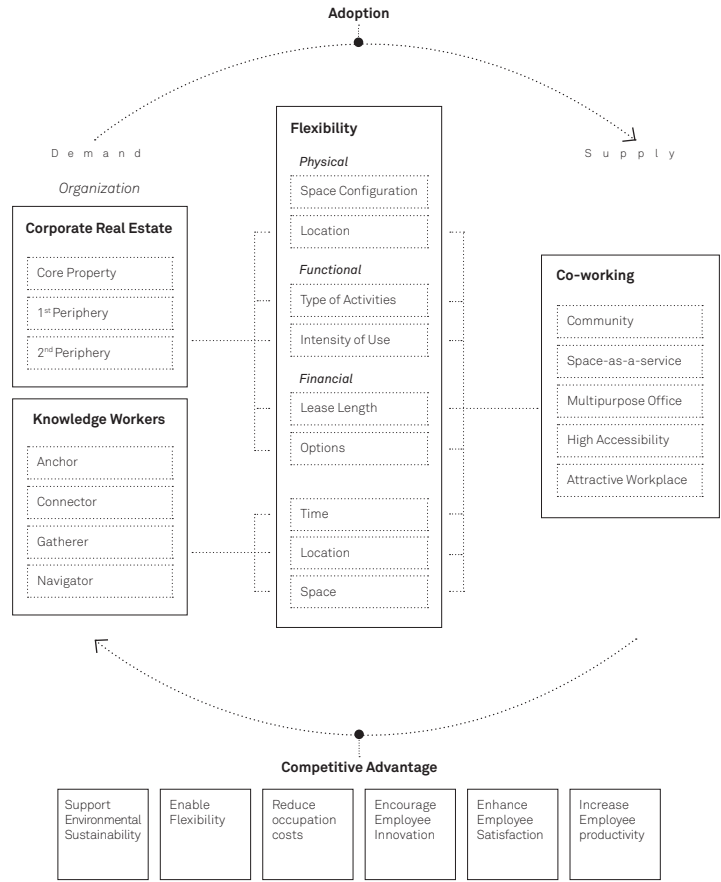 Adoption
D e m a n d
S u p p l y
Organization
Corporate Real Estate
Core Property
1st Periphery
2nd Periphery
Knowledge Workers
Anchor
Connector
Gatherer
Navigator
Flexibility
Physical
Space Configuration
Location
Functional
Type of Activities
Intensity of Use
Financial
Lease Length
Options
Time
Location
Space
Co-working
Community
Space-as-a-service
Multipurpose Office
High Accessibility
Attractive Workplace
Competitive Advantage
Support
Environmental
Sustainability
Enable
Flexibility
Reduce
occupation
costs
Encourage
Employee
Innovation
Enhance
Employee
Satisfaction
Increase
Employee
productivity